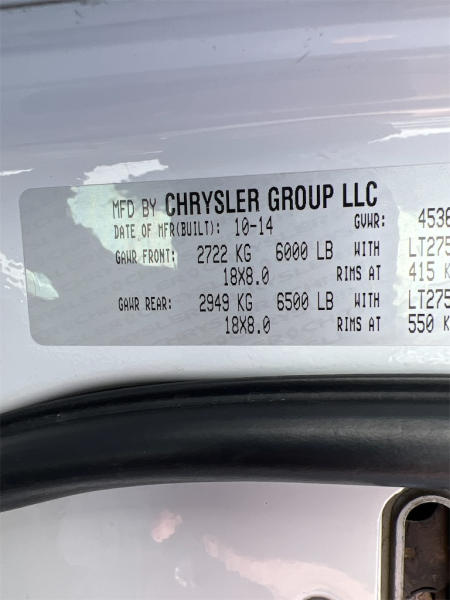 MFD BY CHRYSLER GROUP LLC
DATE OF MFR(BUILT): 10-14 GVWR: 4536
GAWR FRONT: 2722 KG 6000 LB WITH LT275
18X8.0 RIMS AT 415 K
GAWR REAR: 2949 KG 6500 LB WITH LT275
18X8.0 RIMS AT 550 K